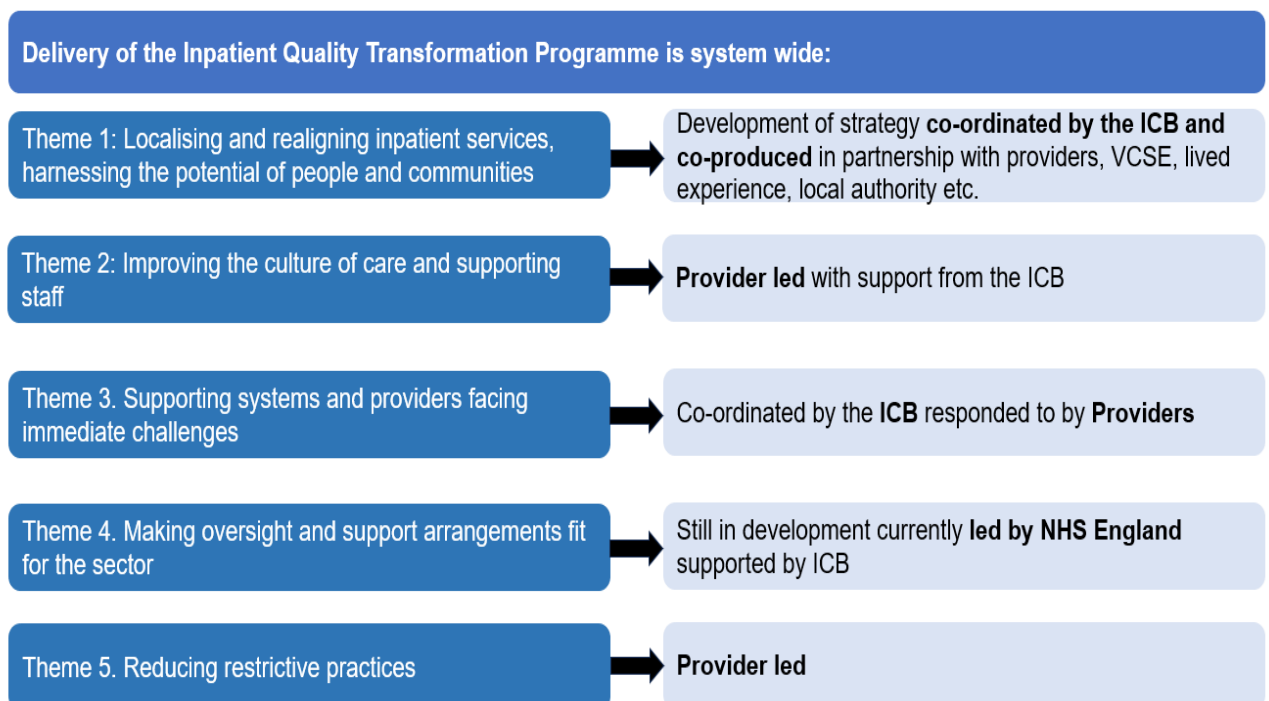 Delivery of the Inpatient Quality Transformation Programme is system wide:
Theme 1: Localising and realigning inpatient services,
harnessing the potential of people and communities
Development of strategy co-ordinated by the ICB and
co-produced in partnership with providers, VCSE, lived
experience, local authority etc.
Theme 2: Improving the culture of care and supporting
staff
Provider led with support from the ICB
Theme 3. Supporting systems and providers facing
immediate challenges
Co-ordinated by the ICB responded to by Providers
Theme 4. Making oversight and support arrangements fit
for the sector
Still in development currently led by NHS England
supported by ICB
Theme 5. Reducing restrictive practices
Provider led